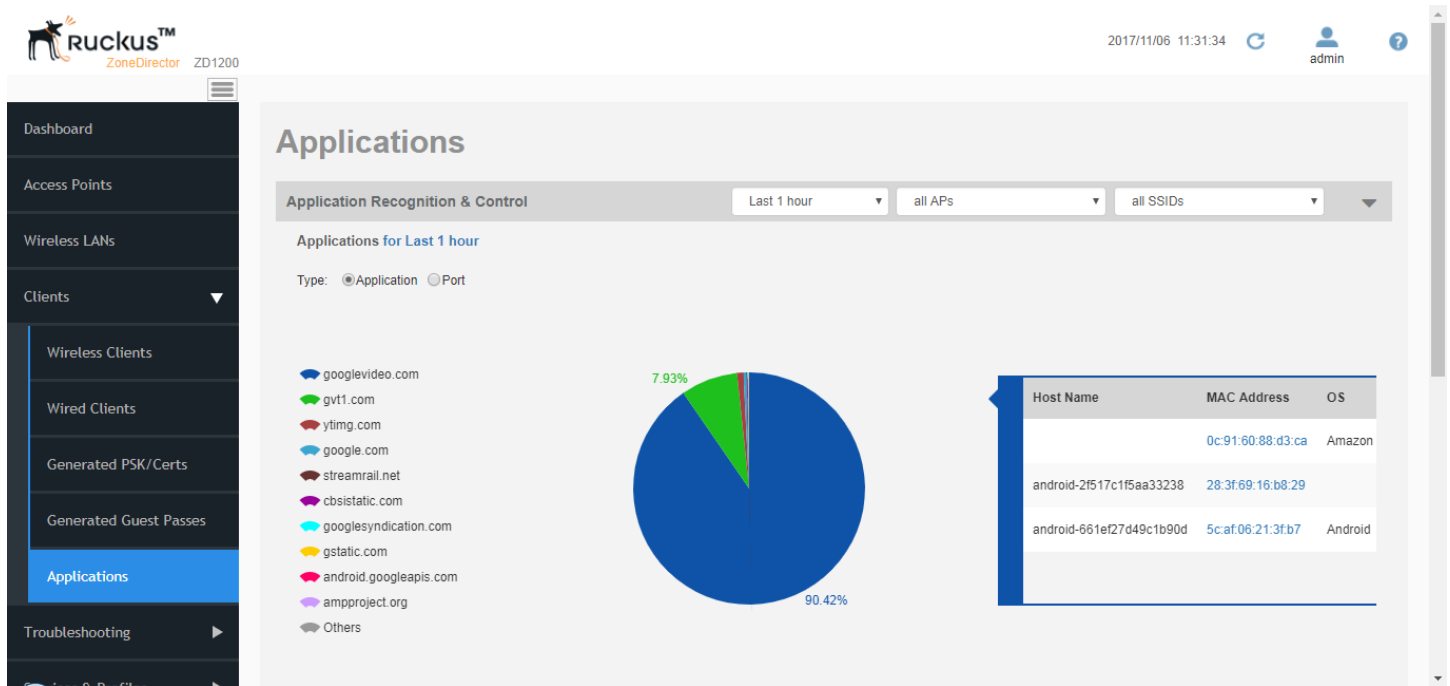 RUCKUS™
ZoneDirector ZD1200
2017/11/06 11:31:34
admin
?
Dashboard
Access Points
Wireless LANs
Clients
Wireless Clients
Wired Clients
Generated PSK/Certs
Generated Guest Passes
Applications
Troubleshooting
Applications
Application Recognition & Control
Last 1 hour
all APs
all SSIDs
Applications for Last 1 hour
Type: Application Port
googlevideo.com
gvt1.com
ytimg.com
google.com
streamrail.net
cbsistatic.com
googlesyndication.com
gstatic.com
android.googleapis.com
ampproject.org
Others
7.93%
90.42%
Host Name MAC Address OS
0c:91:60:88:d3:ca Amazon
android-2f517c1f5aa33238 28:3f:69:16:b8:29
android-661ef27d49c1b90d 5c:af:06:21:3f:b7 Android